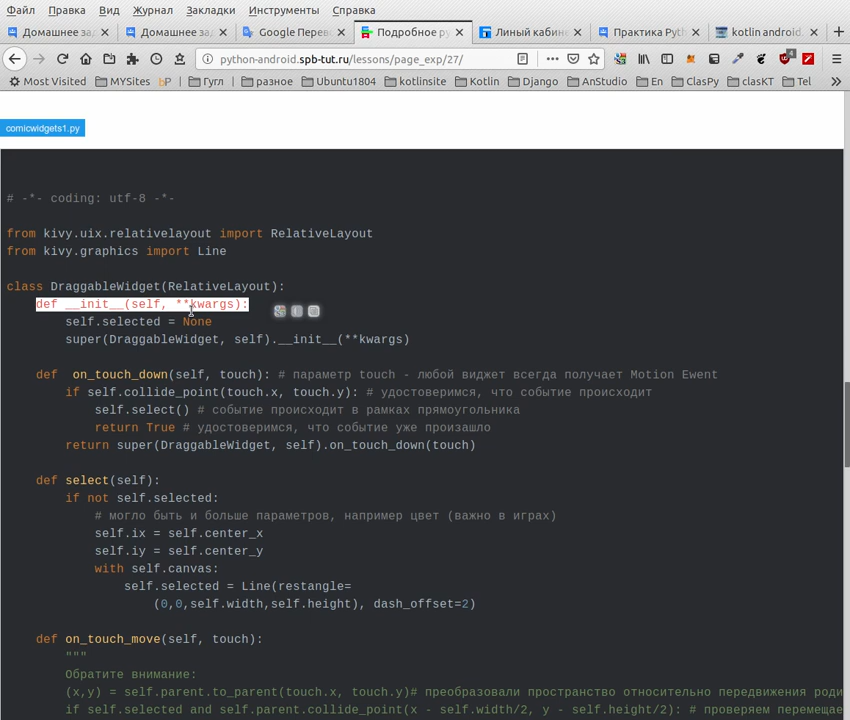 Файл Правка Вид Журнал Закладки Инструменты Справка
Домашнее за Домашнее за Google Перев Подробное ру Личый кабине Практика Pyth kotlin android.
python-android.spb-tut.ru/lessons/page_exp/27/
4
Most Visited MYSites bP Гугл разное Ubuntu1804 kotlinsite Kotlin Django AnStudio En ClasPy clasKT Tel
comicwidgets1.py
# -*- coding: utf-8 -*-
from kivy.uix.relativelayout import RelativeLayout
from kivy.graphics import Line
class DraggableWidget(RelativeLayout):
def __init__(self, **kwargs):
self.selected = None
super(DraggableWidget, self).__init__(**kwargs)
def on_touch_down(self, touch): # параметр touch - любой виджет всегда получает Motion Ewent
if self.collide_point(touch.x, touch.y): # удостоверимся, что событие происходит
self.select() # событие происходит в рамках прямоугольника
return True # удостоверимся, что событие уже произашло
return super(DraggableWidget, self).on_touch_down(touch)
def select(self):
if not self.selected:
# могло быть и больше параметров, например цвет (важно в играх)
self.ix = self.center_x
self.iy = self.center_y
with self.canvas:
self.selected = Line(restangle=
(0,0,self.width,self.height), dash_offset=2)
def on_touch_move(self, touch):
"""
Обратите внимание:
(x,y) = self.parent.to_parent(touch.x, touch.y)# преобразовали пространство относительно передвижения роди
if self.selected and self.parent.collide_point(x - self.width/2, y - self.height/2): # проверяем перемещае